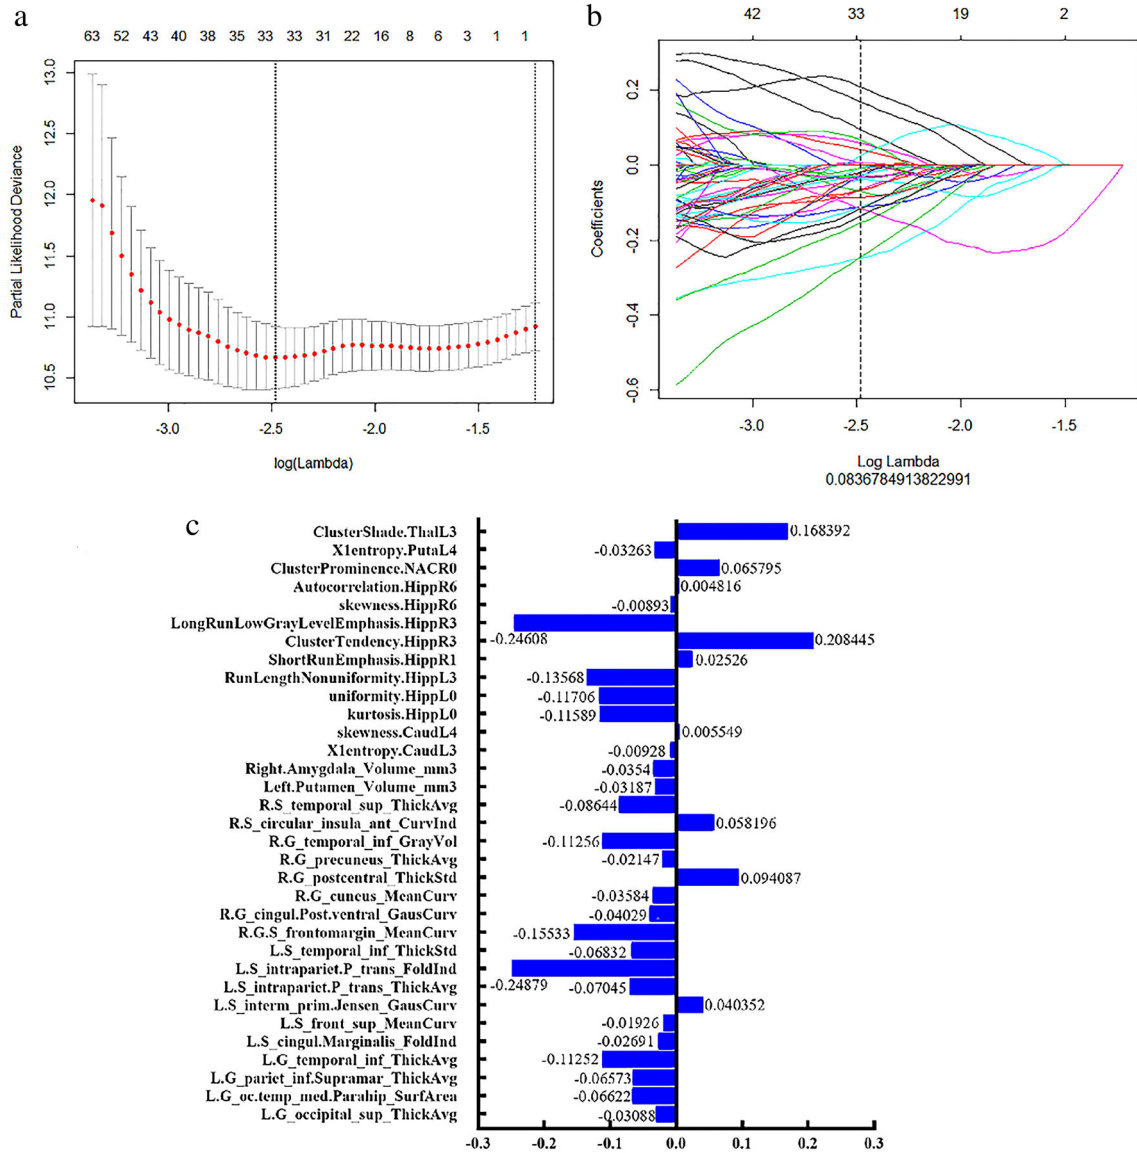 a
63 52 43 40 38 35 33 33 31 22 16 8 6 3 1 1
Partial Likelihood Deviance
13.0
12.5
12.0
11.5
11.0
10.5
-3.0 -2.5 -2.0 -1.5
log(Lambda)
b
42 33 19 2
Coefficients
0.2
0.0
-0.2
-0.4
-0.6
-3.0 -2.5 -2.0 -1.5
Log Lambda
0.0836784913822991
c
ClusterShade.ThalL3 0.168392
X1entropy.PutaL4 -0.03263
ClusterProminence.NACR0 0.065795
Autocorrelation.HippR6 0.004816
skewness.HippR6 -0.00893
LongRunLowGrayLevelEmphasis.HippR3 -0.24608
ClusterTendency.HippR3 0.208445
ShortRunEmphasis.HippR1 0.02526
RunLengthNonuniformity.HippL3 -0.13568
uniformity.HippL0 -0.11706
kurtosis.HippL0 -0.11589
skewness.CaudL4 0.005549
X1entropy.CaudL3 -0.00928
Right.Amygdala_Volume_mm3 -0.0354
Left.Putamen_Volume_mm3 -0.03187
R.S_temporal_sup_ThickAvg -0.08644
R.S_circular_insula_ant_CurvInd 0.058196
R.G_temporal_inf_GrayVol -0.11256
R.G_precuneus_ThickAvg -0.02147
R.G_postcentral_ThickStd 0.094087
R.G_cuneus_MeanCurv -0.03584
R.G_cingul.Post.ventral_GausCurv -0.04029
R.G.S_frontomargin_MeanCurv -0.15533
L.S_temporal_inf_ThickStd -0.06832
L.S_intrapariet.P_trans_FoldInd -0.24879
L.S_intrapariet.P_trans_ThickAvg -0.07045
L.S_interm_prim.Jensen_GausCurv 0.040352
L.S_front_sup_MeanCurv -0.01926
L.S_cingul.Marginalis_FoldInd -0.02691
L.G_temporal_inf_ThickAvg -0.11252
L.G_pariet_inf.Supramar_ThickAvg -0.06573
L.G_oc.temp_med.Parahip_SurfArea -0.06622
L.G_occipital_sup_ThickAvg -0.03088
-0.3 -0.2 -0.1 0.0 0.1 0.2 0.3